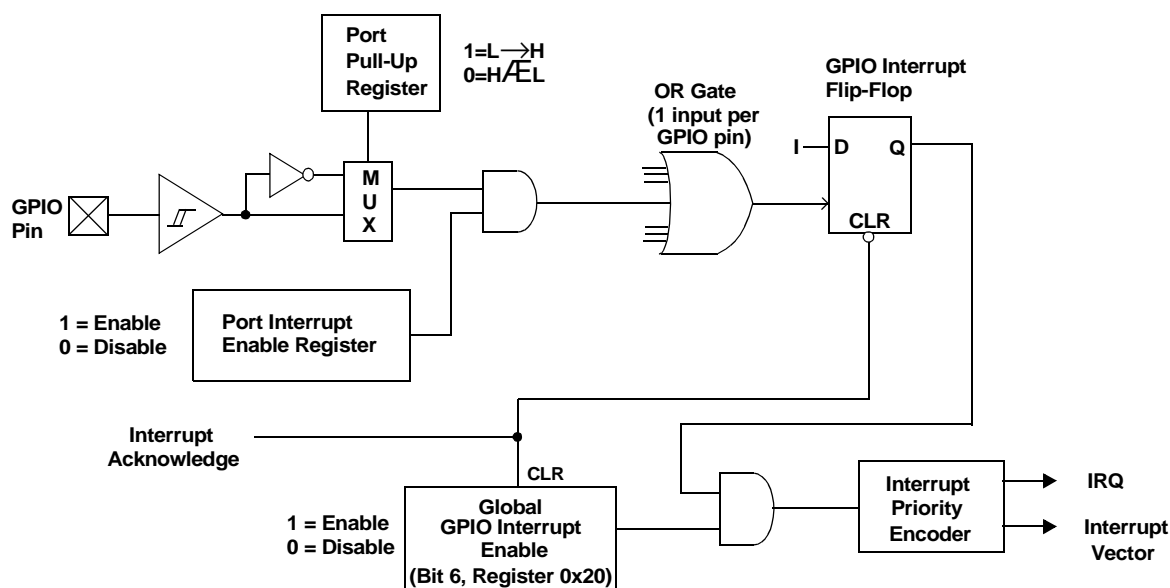 Port
Pull-Up
Register
1=L→H
0=HÆL
OR Gate
(1 input per
GPIO pin)
GPIO Interrupt
Flip-Flop
I
D
Q
CLR
M
U
X
GPIO
Pin
1 = Enable
0 = Disable
Port Interrupt
Enable Register
Interrupt
Acknowledge
CLR
1 = Enable
0 = Disable
Global
GPIO Interrupt
Enable
(Bit 6, Register 0x20)
Interrupt
Priority
Encoder
IRQ
Interrupt
Vector